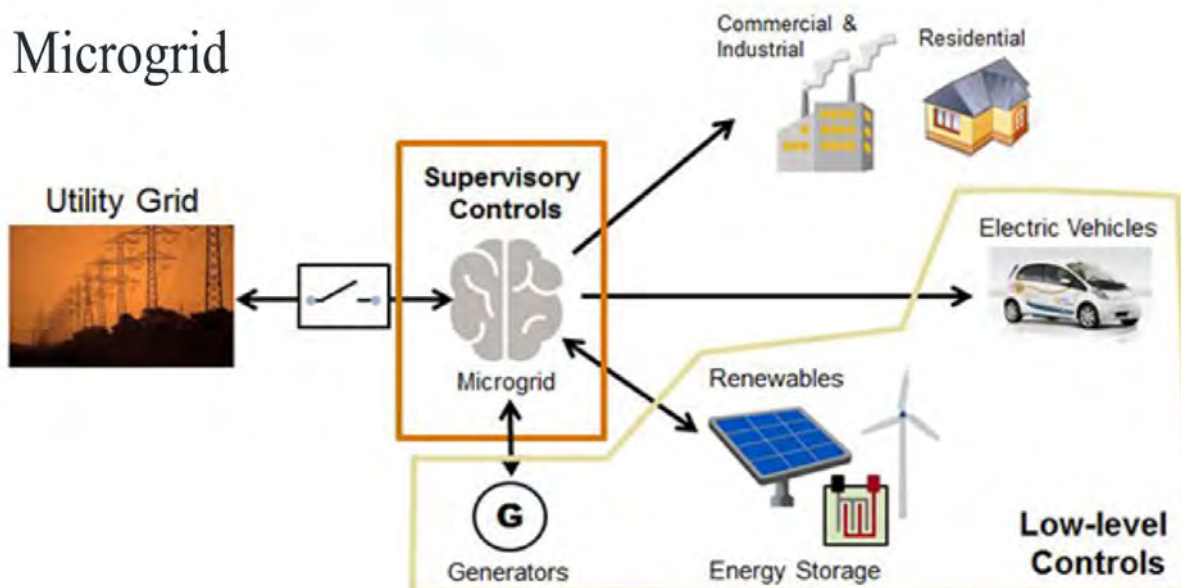 Microgrid
Commercial &
Industrial
Residential
Supervisory
Controls
Utility Grid
Electric Vehicles
Microgrid
Renewables
G
Generators
Energy Storage
Low-level
Controls